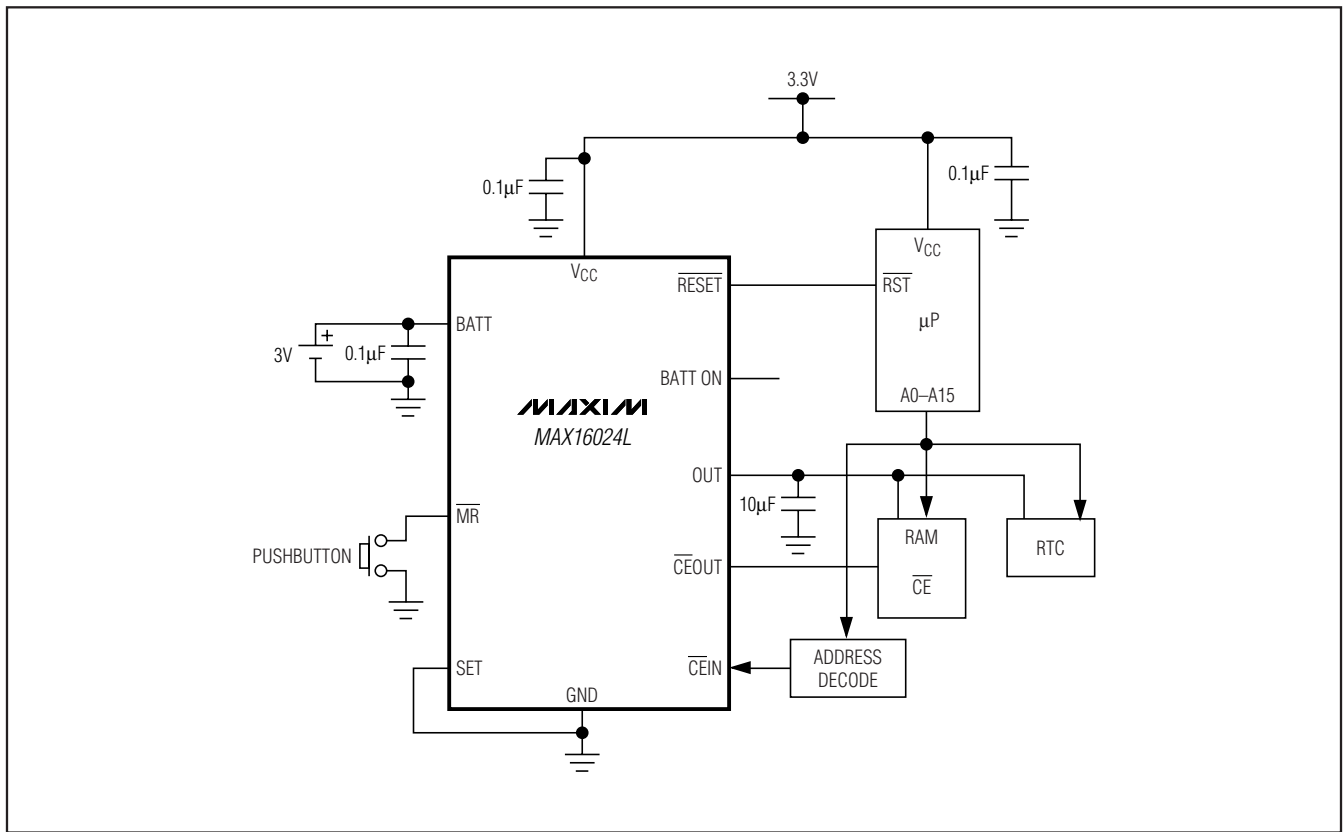 3.3V
0.1μF
0.1μF
VCC
VCC
RESET
RST
μP
BATT
3V
0.1μF
BATT ON
A0–A15
MAXIM
MAX16024L
OUT
10μF
MR
RAM
RTC
PUSHBUTTON
CEOUT
CE
SET
CEIN
ADDRESS
DECODE
GND